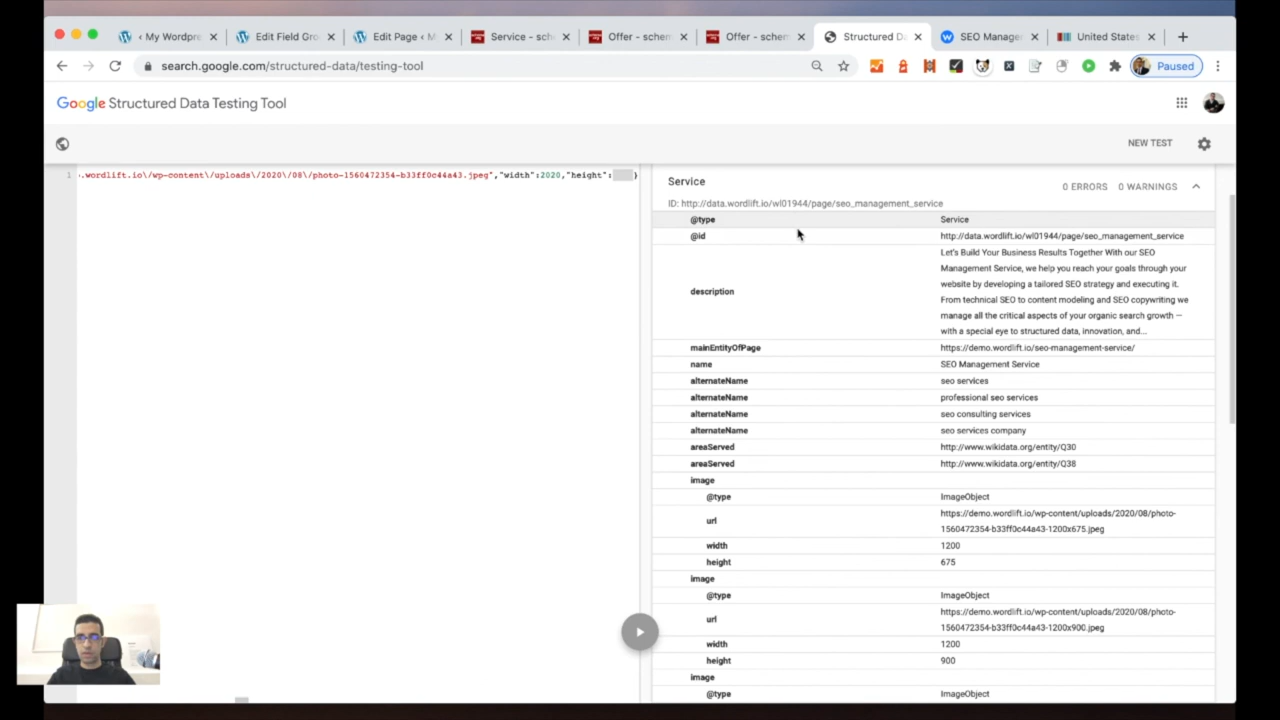 ‹ My Wordpre
Edit Field Gro
Edit Page ‹ M
Service - sche
Offer - schem
Offer - schem
Structured Da
SEO Manage
United States
search.google.com/structured-data/testing-tool
Paused
Google Structured Data Testing Tool
NEW TEST
1 .wordlift.io\/wp-content\/uploads\/2020\/08\/photo-1560472354-b33ff0c44a43.jpeg","width":2020,"height": }
Service
0 ERRORS 0 WARNINGS
ID: http://data.wordlift.io/wl01944/page/seo_management_service
@type Service
@id http://data.wordlift.io/wl01944/page/seo_management_service
description Let's Build Your Business Results Together With our SEO
Management Service, we help you reach your goals through your
website by developing a tailored SEO strategy and executing it.
From technical SEO to content modeling and SEO copywriting we
manage all the critical aspects of your organic search growth —
with a special eye to structured data, innovation, and...
mainEntityOfPage https://demo.wordlift.io/seo-management-service/
name SEO Management Service
alternateName seo services
alternateName professional seo services
alternateName seo consulting services
alternateName seo services company
areaServed http://www.wikidata.org/entity/Q30
areaServed http://www.wikidata.org/entity/Q38
image
@type ImageObject
url https://demo.wordlift.io/wp-content/uploads/2020/08/photo-
1560472354-b33ff0c44a43-1200x675.jpeg
width 1200
height 675
image
@type ImageObject
url https://demo.wordlift.io/wp-content/uploads/2020/08/photo-
1560472354-b33ff0c44a43-1200x900.jpeg
width 1200
height 900
image
@type ImageObject